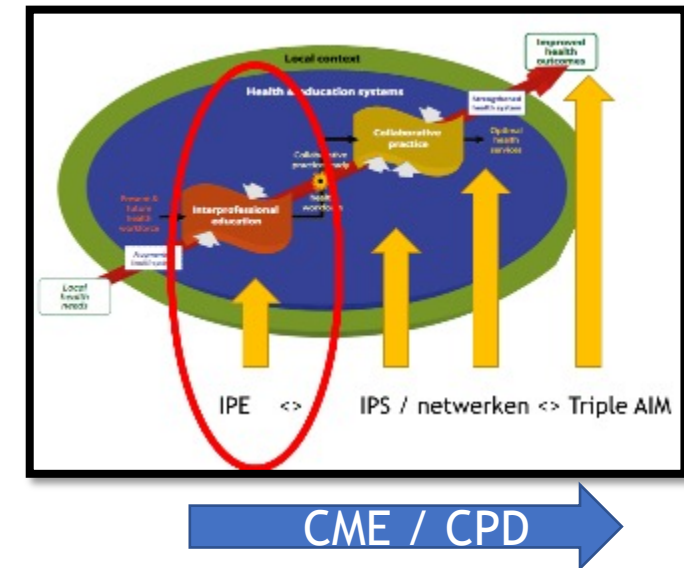 Improved
health
outcomes
Local context
Health & education systems
Strengthened
health system
Collaborative
practice
Optimal
health
services
Collaborative
practice-ready
health
workforce
Present &
future
health
workforce
Interprofessional
education
Local
health
needs
IPE <> IPS / netwerken <> Triple AIM
CME / CPD